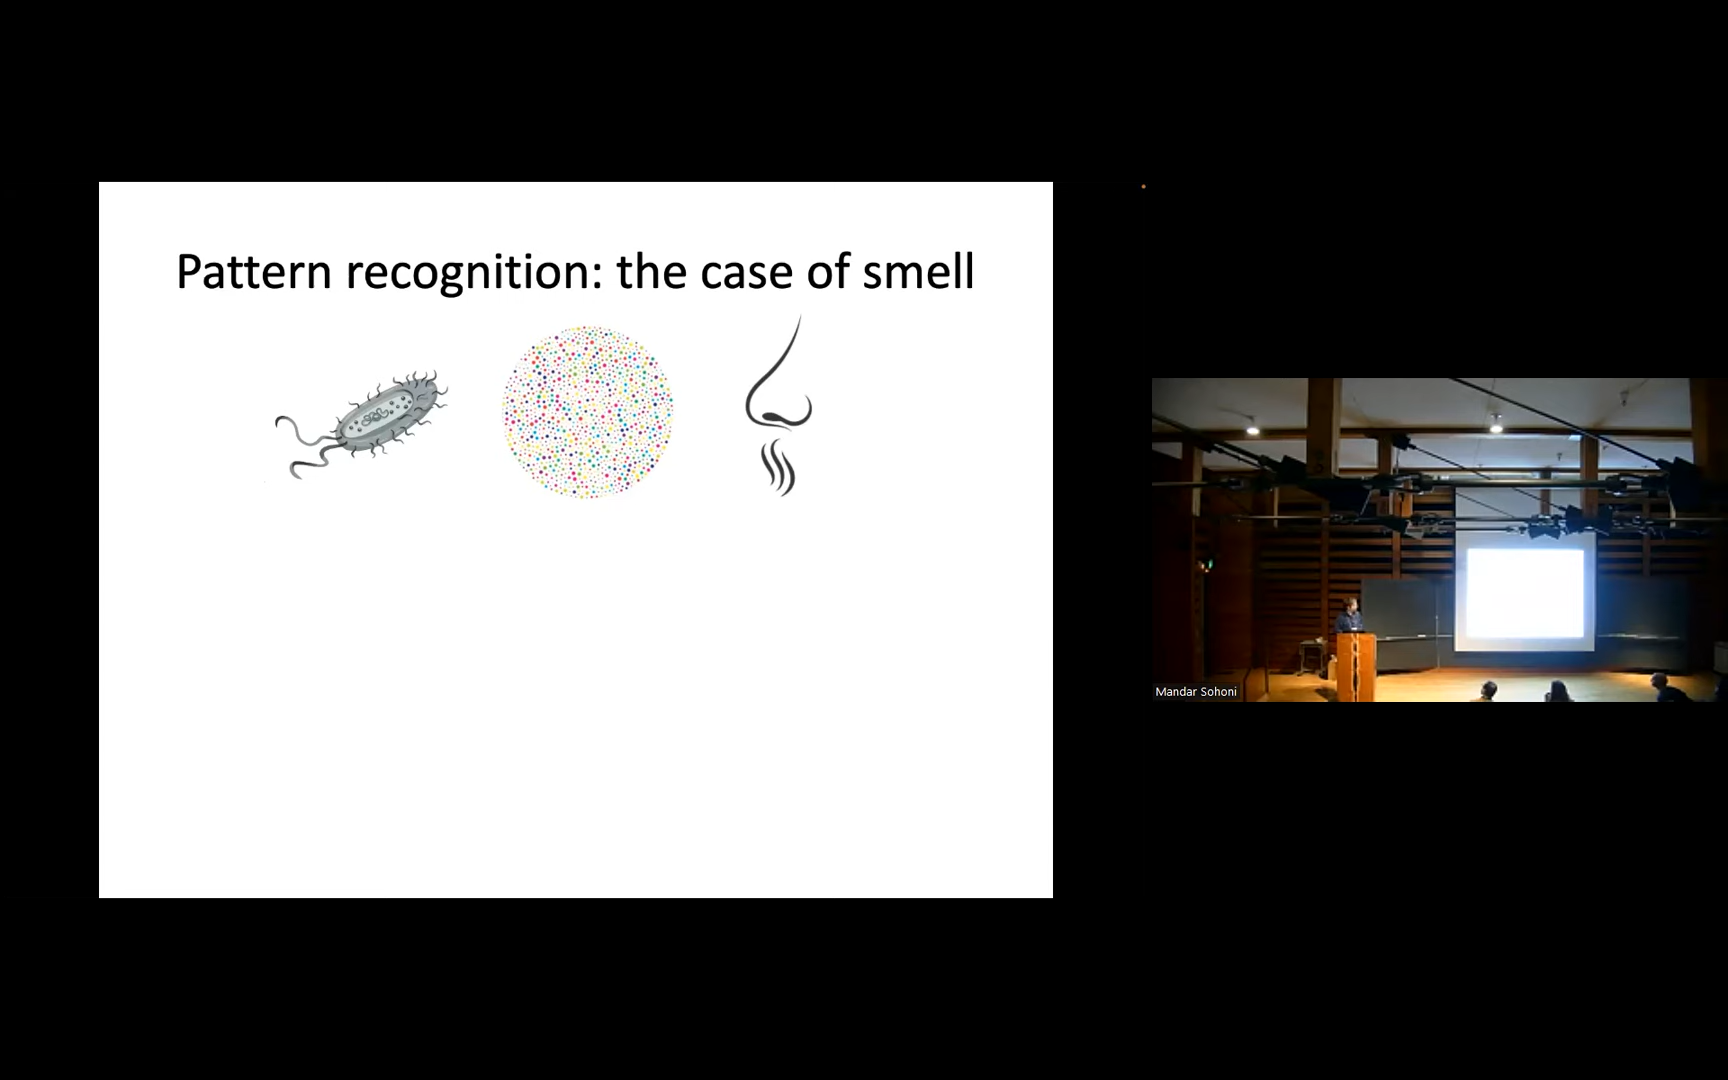 Pattern recognition: the case of smell
Mandar Sohoni